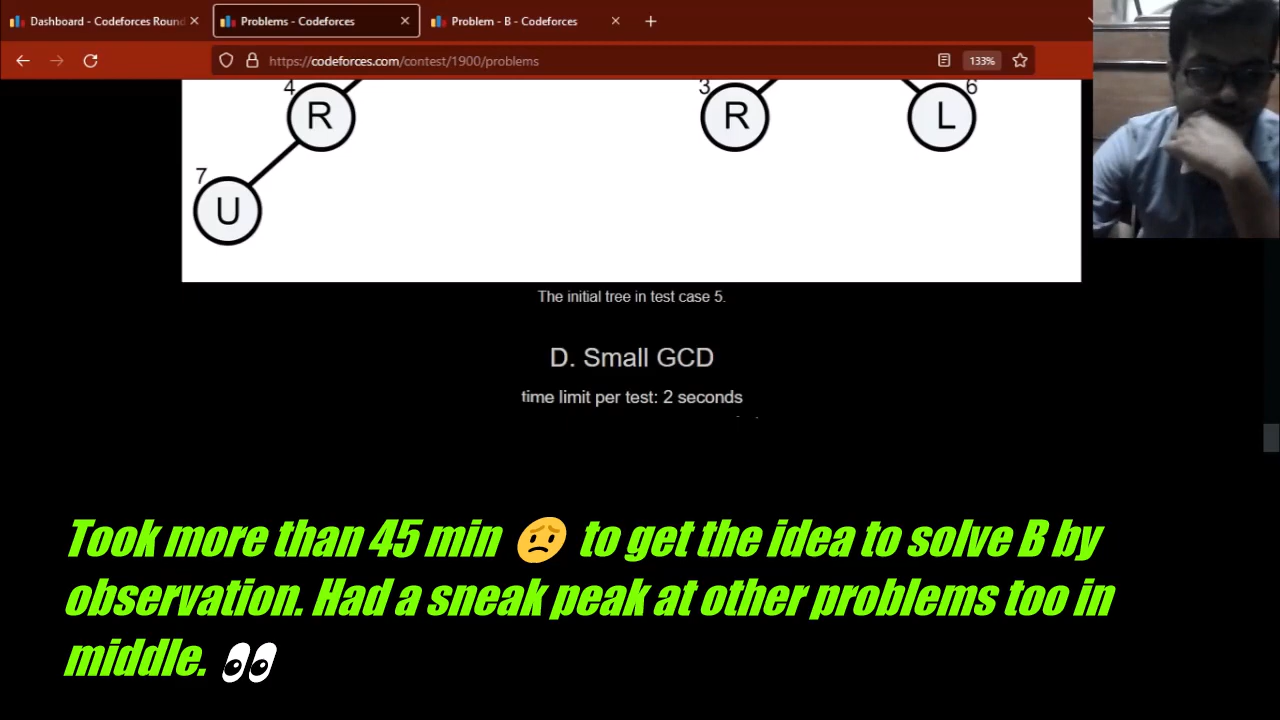 Dashboard - Codeforces Round
Problems - Codeforces
Problem - B - Codeforces
https://codeforces.com/contest/1900/problems
133%
4
R
3
R
6
L
7
U
The initial tree in test case 5.
D. Small GCD
time limit per test: 2 seconds
Took more than 45 min 😟 to get the idea to solve B by
observation. Had a sneak peak at other problems too in
middle. 👀